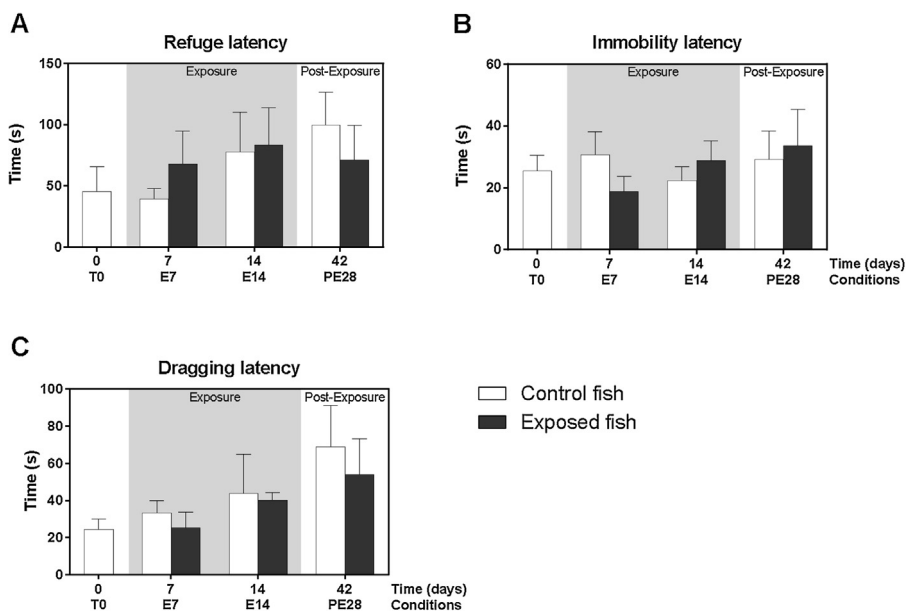 A
Refuge latency
Time (s)
150
100
50
0
Exposure
Post-Exposure
0 7 14 42
T0 E7 E14 PE28
B
Immobility latency
Time (s)
60
40
20
0
Exposure
Post-Exposure
0 7 14 42 Time (days)
T0 E7 E14 PE28 Conditions
C
Dragging latency
Time (s)
100
80
60
40
20
0
Exposure
Post-Exposure
0 7 14 42 Time (days)
T0 E7 E14 PE28 Conditions
Control fish
Exposed fish